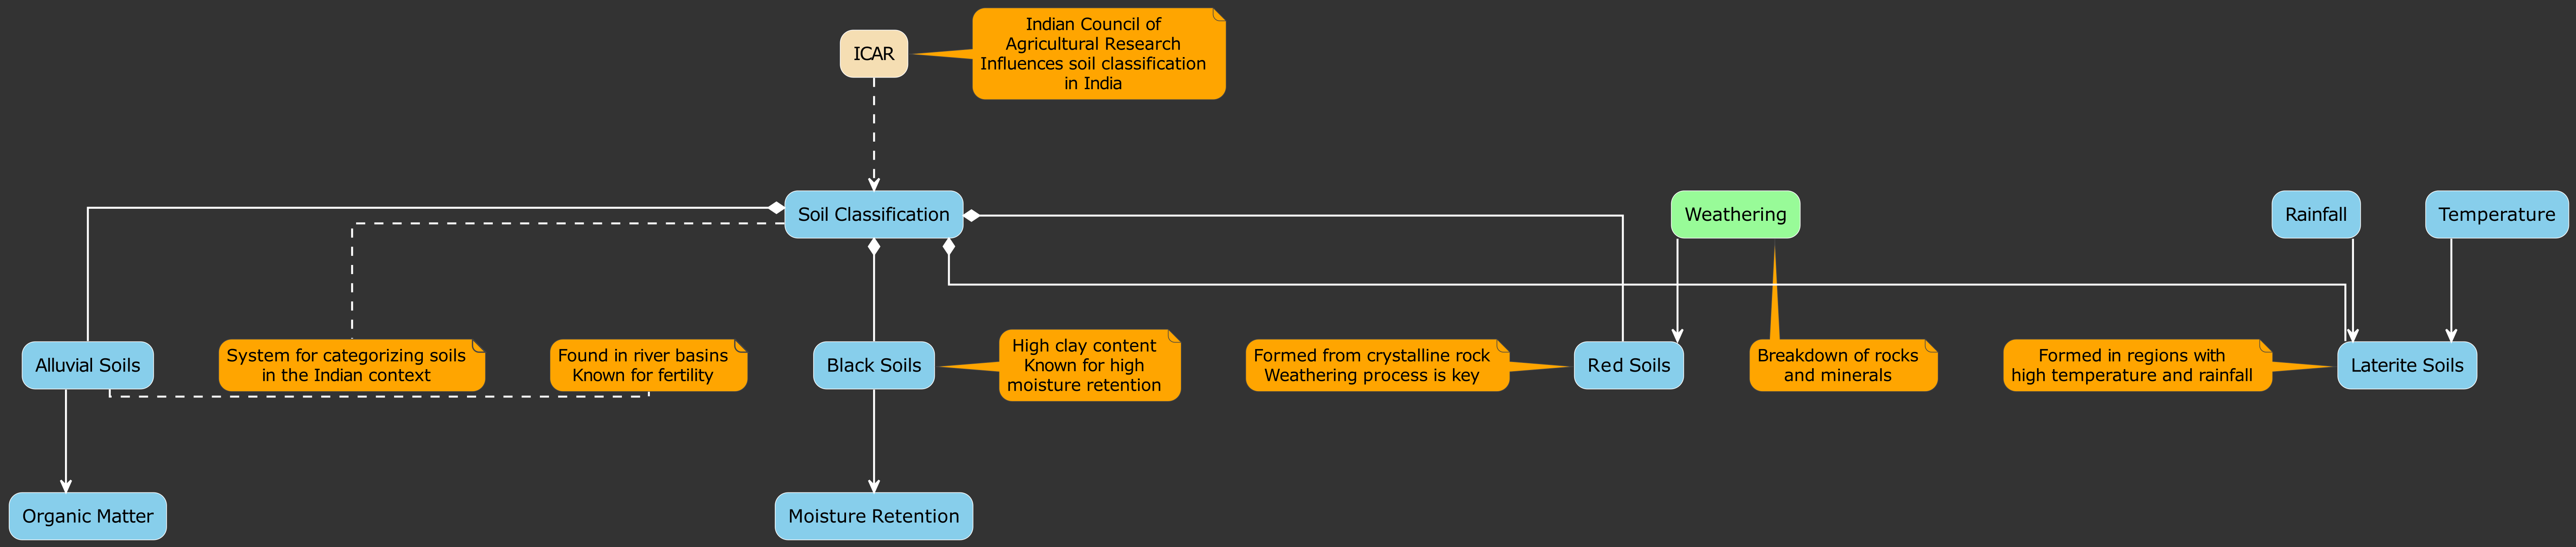 ICAR
Indian Council of
Agricultural Research
Influences soil classification
in India
Soil Classification
Weathering
Rainfall
Temperature
Alluvial Soils
System for categorizing soils
in the Indian context
Found in river basins
Known for fertility
Black Soils
High clay content
Known for high
moisture retention
Formed from crystalline rock
Weathering process is key
Red Soils
Breakdown of rocks
and minerals
Formed in regions with
high temperature and rainfall
Laterite Soils
Organic Matter
Moisture Retention